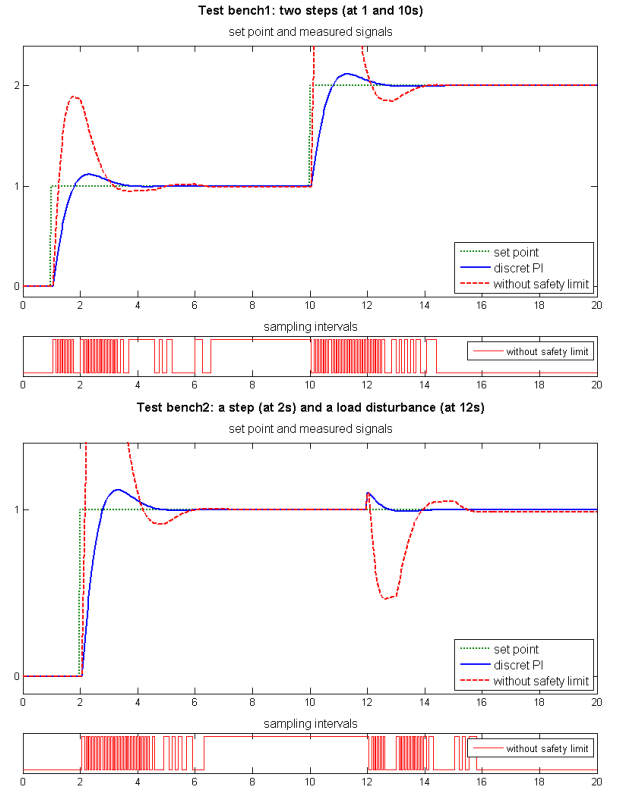 Test bench1: two steps (at 1 and 10s)
set point and measured signals
2
1
0
set point
discret PI
without safety limit
0 2 4 6 8 10 12 14 16 18 20
sampling intervals
without safety limit
0 2 4 6 8 10 12 14 16 18 20
Test bench2: a step (at 2s) and a load disturbance (at 12s)
set point and measured signals
1
0
set point
discret PI
without safety limit
0 2 4 6 8 10 12 14 16 18 20
sampling intervals
without safety limit
0 2 4 6 8 10 12 14 16 18 20